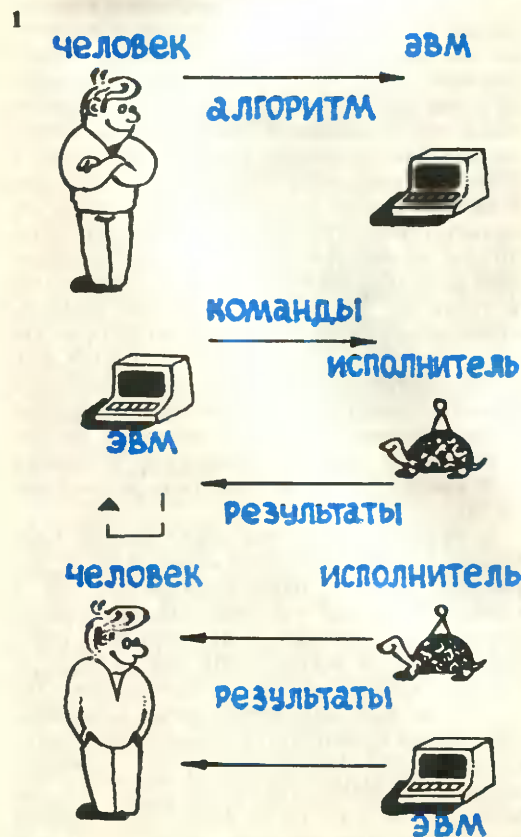 1
человек ЭВМ
алгоритм
команды
исполнитель
ЭВМ
результаты
человек исполнитель
результаты
ЭВМ